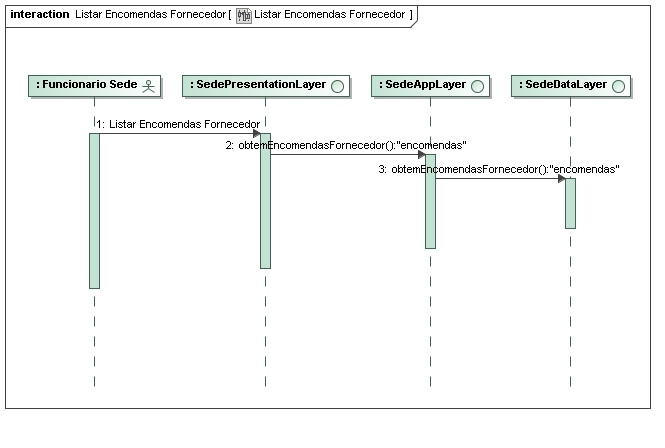 interaction Listar Encomendas Fornecedor [ Listar Encomendas Fornecedor ]
: Funcionario Sede
: SedePresentationLayer
: SedeAppLayer
: SedeDataLayer
1: Listar Encomendas Fornecedor
2: obtemEncomendasFornecedor():"encomendas"
3: obtemEncomendasFornecedor():"encomendas"